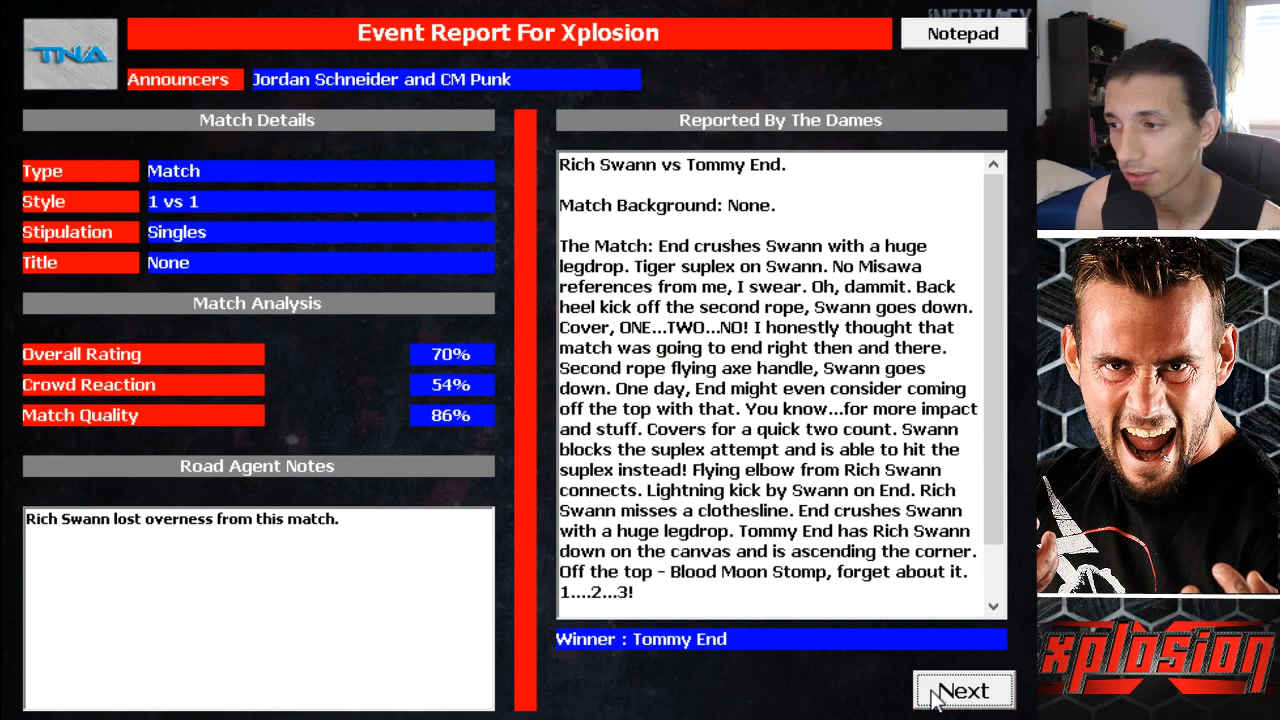 TNA
Event Report For Xplosion
Notepad
Announcers
Jordan Schneider and CM Punk
Match Details
Type
Match
Style
1 vs 1
Stipulation
Singles
Title
None
Match Analysis
Overall Rating
70%
Crowd Reaction
54%
Match Quality
86%
Road Agent Notes
Rich Swann lost overness from this match.
Reported By The Dames
Rich Swann vs Tommy End.
Match Background: None.
The Match: End crushes Swann with a huge
legdrop. Tiger suplex on Swann. No Misawa
references from me, I swear. Oh, dammit. Back
heel kick off the second rope, Swann goes down.
Cover, ONE...TWO...NO! I honestly thought that
match was going to end right then and there.
Second rope flying axe handle, Swann goes
down. One day, End might even consider coming
off the top with that. You know...for more impact
and stuff. Covers for a quick two count. Swann
blocks the suplex attempt and is able to hit the
suplex instead! Flying elbow from Rich Swann
connects. Lightning kick by Swann on End. Rich
Swann misses a clothesline. End crushes Swann
with a huge legdrop. Tommy End has Rich Swann
down on the canvas and is ascending the corner.
Off the top - Blood Moon Stomp, forget about it.
1....2...3!
Winner : Tommy End
Next
xplosion